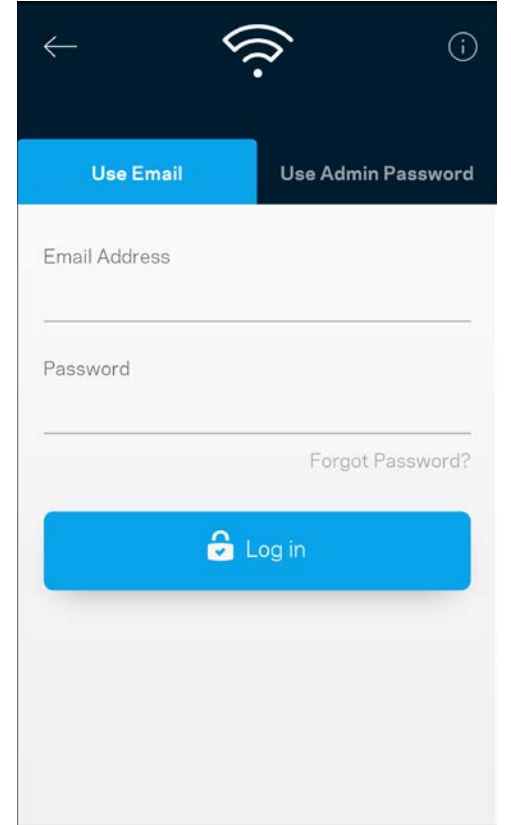 Use Email
Use Admin Password
Email Address
Password
Forgot Password?
Log in